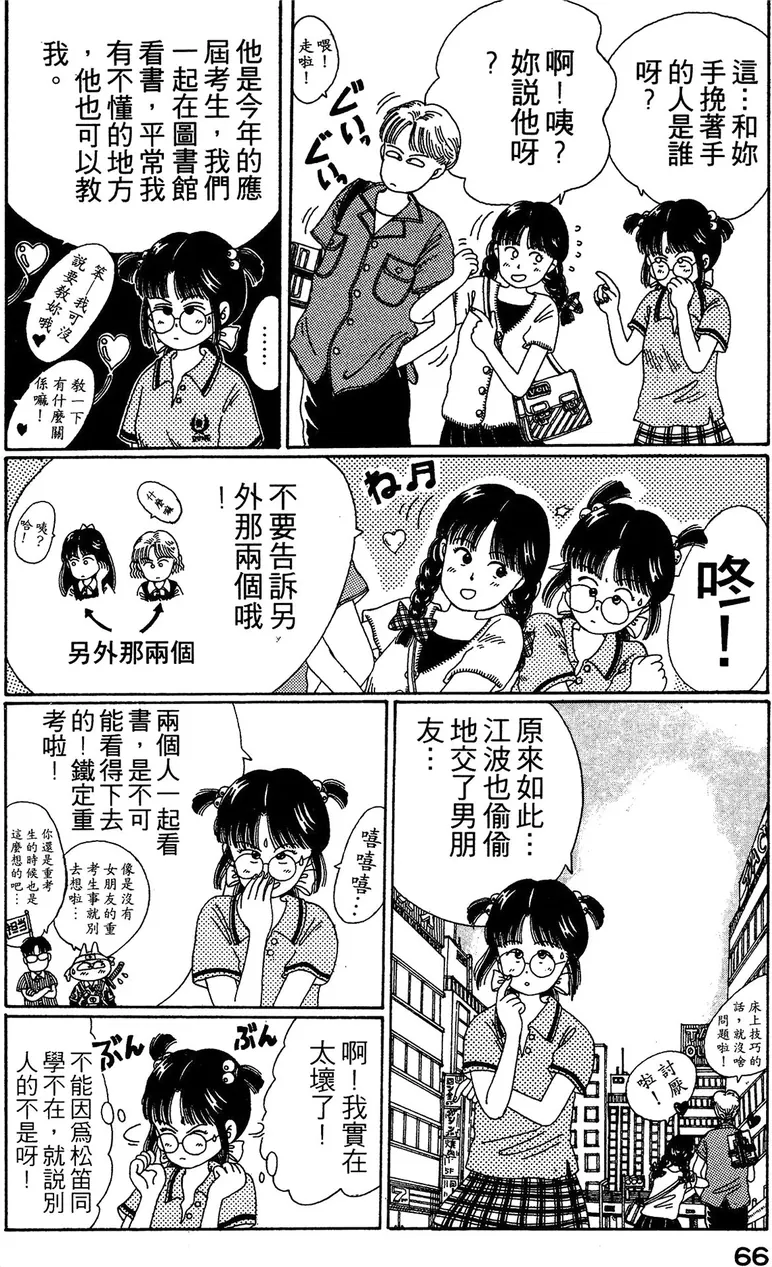 這…和妳
手挽著手
的人是誰
呀?
啊!咦?
妳説他呀
?
喂!
走啦!
ぐいっ
ぐいっ
他是今年的應
屆考生,我們
一起在圖書館
看書,平常我
有不懂的地方
,他也可以教
我。
……
笨──我可沒
說要教妳哦
教一下
有什麼關
係嘛!
咚!
ね♬
不要告訴另
外那兩個哦
!
什麼嘛
咦?
哈!
另外那兩個
原來如此…
江波也偷偷
地交了男朋
友…
床上技巧的
話,就沒啥
問題啦!
討厭
啦!
兩個人一起看
書,是不可
能看得下去
的!鐵定重
考啦!
嘻嘻嘻…
像是沒有
女朋友的重
考生事就別
去想啦…
你還是重考
生的時候也是
這麼想的吧…
担当
啊!我實在
太壞了!
ぶん
ぶん
不能因爲松笛同
學不在,就説別
人的不是呀!
66